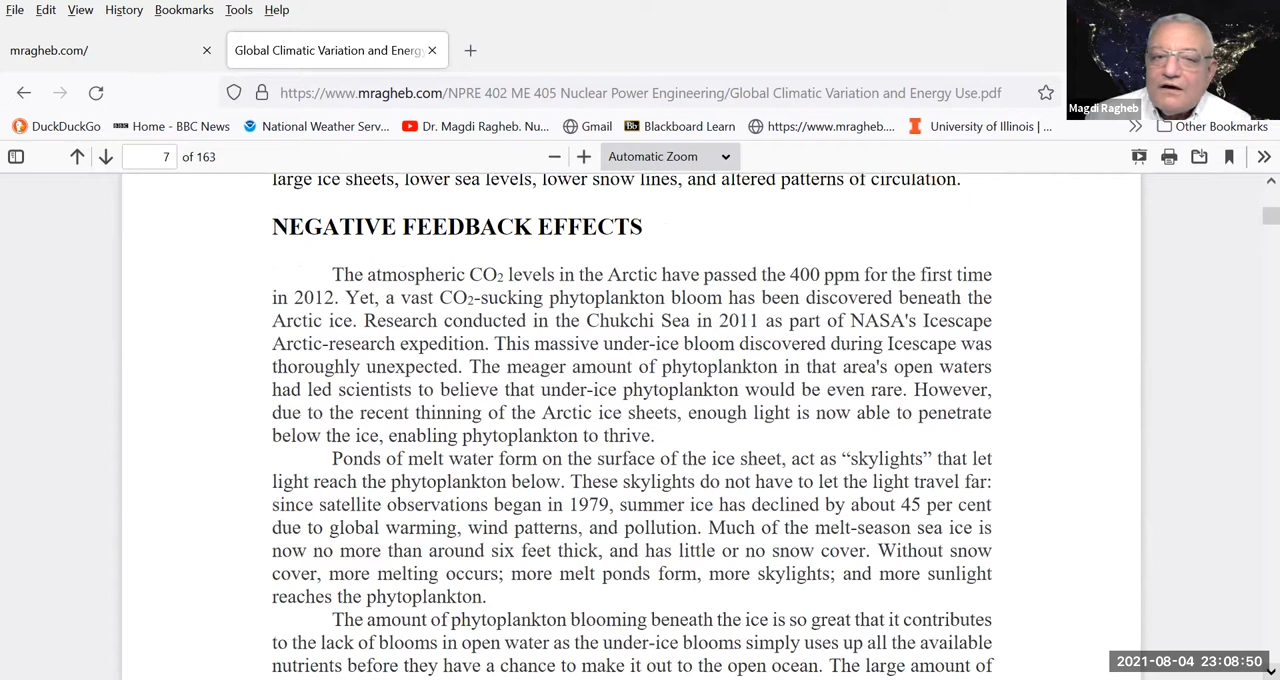 File Edit View History Bookmarks Tools Help
mragheb.com/
Global Climatic Variation and Energy
https://www.mragheb.com/NPRE 402 ME 405 Nuclear Power Engineering/Global Climatic Variation and Energy Use.pdf
Magdi Ragheb
DuckDuckGo BBC Home - BBC News National Weather Serv... Dr. Magdi Ragheb. Nu... Gmail Bb Blackboard Learn https://www.mragheb.... I University of Illinois |... Other Bookmarks
7 of 163 Automatic Zoom
large ice sheets, lower sea levels, lower snow lines, and altered patterns of circulation.
NEGATIVE FEEDBACK EFFECTS
The atmospheric CO₂ levels in the Arctic have passed the 400 ppm for the first time
in 2012. Yet, a vast CO₂-sucking phytoplankton bloom has been discovered beneath the
Arctic ice. Research conducted in the Chukchi Sea in 2011 as part of NASA's Icescape
Arctic-research expedition. This massive under-ice bloom discovered during Icescape was
thoroughly unexpected. The meager amount of phytoplankton in that area's open waters
had led scientists to believe that under-ice phytoplankton would be even rare. However,
due to the recent thinning of the Arctic ice sheets, enough light is now able to penetrate
below the ice, enabling phytoplankton to thrive.
Ponds of melt water form on the surface of the ice sheet, act as “skylights” that let
light reach the phytoplankton below. These skylights do not have to let the light travel far:
since satellite observations began in 1979, summer ice has declined by about 45 per cent
due to global warming, wind patterns, and pollution. Much of the melt-season sea ice is
now no more than around six feet thick, and has little or no snow cover. Without snow
cover, more melting occurs; more melt ponds form, more skylights; and more sunlight
reaches the phytoplankton.
The amount of phytoplankton blooming beneath the ice is so great that it contributes
to the lack of blooms in open water as the under-ice blooms simply uses up all the available
nutrients before they have a chance to make it out to the open ocean. The large amount of
2021-08-04 23:08:50